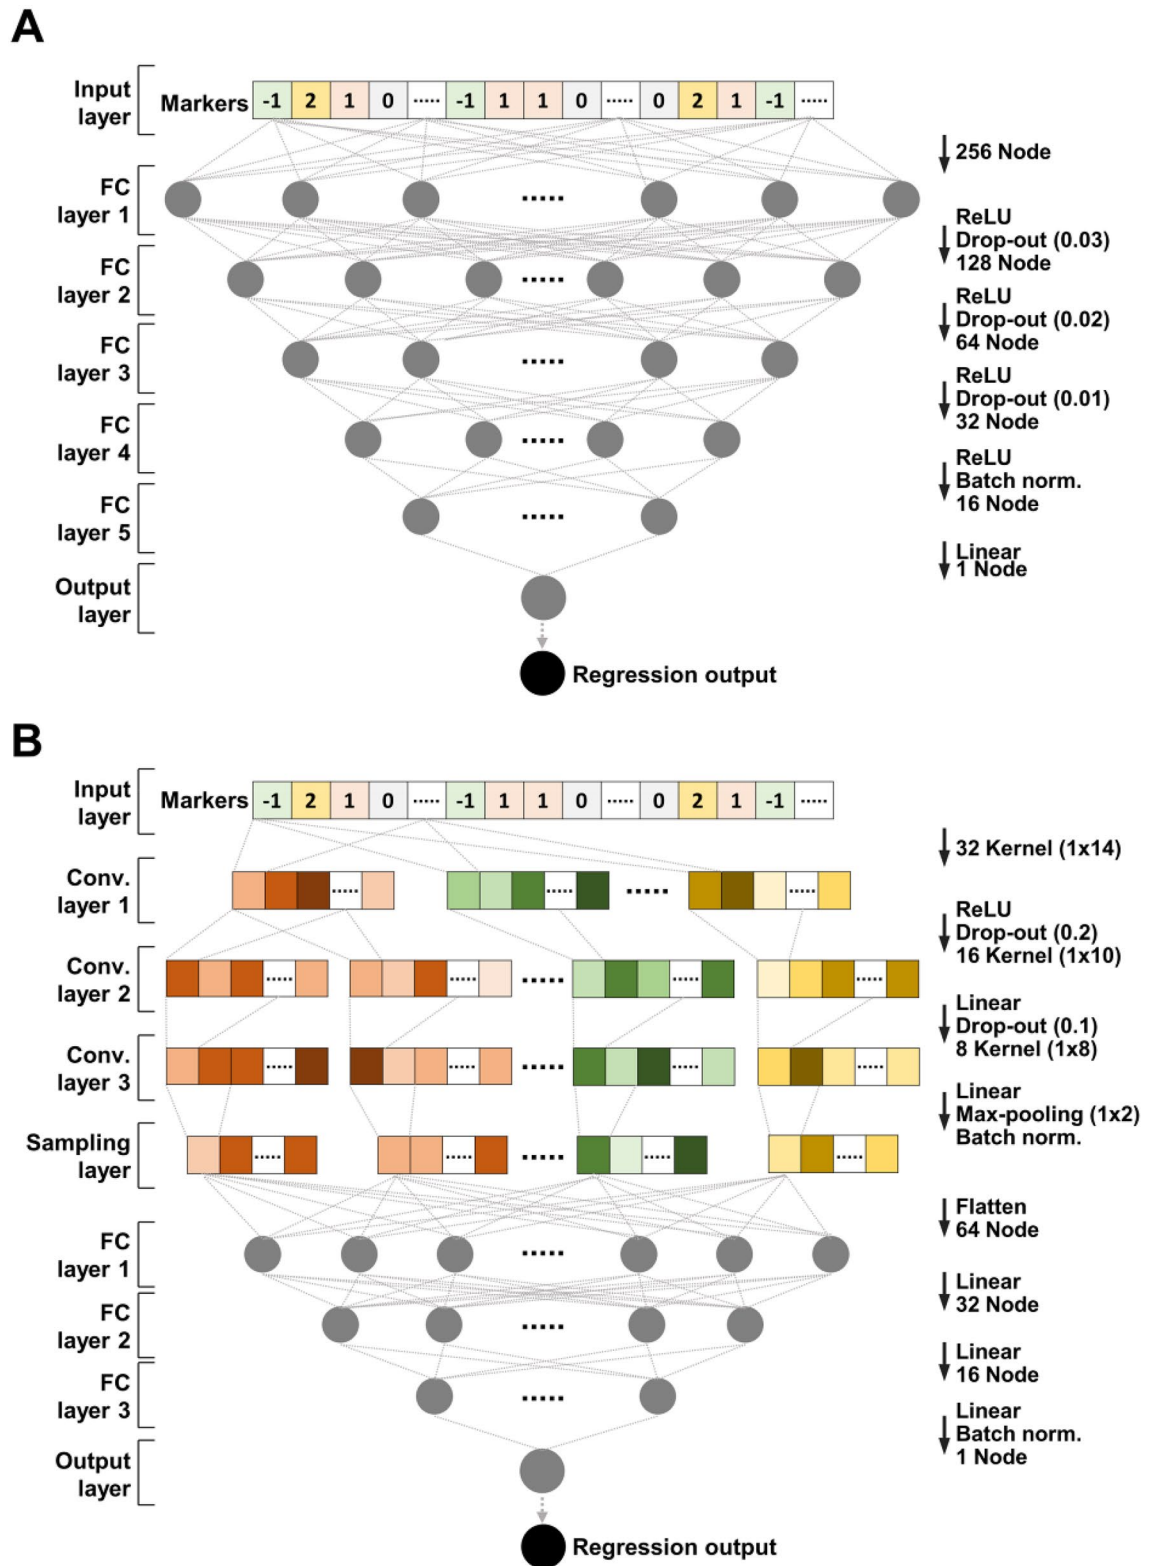 A
Input layer
Markers -1 2 1 0 ..... -1 1 1 0 ..... 0 2 1 -1 .....
256 Node
FC layer 1
.....
ReLU
Drop-out (0.03)
128 Node
FC layer 2
.....
ReLU
Drop-out (0.02)
64 Node
FC layer 3
.....
ReLU
Drop-out (0.01)
32 Node
FC layer 4
.....
ReLU
Batch norm.
16 Node
FC layer 5
.....
Linear
1 Node
Output layer
Regression output
B
Input layer
Markers -1 2 1 0 ..... -1 1 1 0 ..... 0 2 1 -1 .....
32 Kernel (1x14)
Conv. layer 1
..... ..... ..... .....
ReLU
Drop-out (0.2)
16 Kernel (1x10)
Conv. layer 2
..... ..... ..... ..... .....
Linear
Drop-out (0.1)
8 Kernel (1x8)
Conv. layer 3
..... ..... ..... ..... .....
Linear
Max-pooling (1x2)
Batch norm.
Sampling layer
..... ..... ..... ..... .....
Flatten
64 Node
FC layer 1
.....
Linear
32 Node
FC layer 2
.....
Linear
16 Node
FC layer 3
.....
Linear
Batch norm.
1 Node
Output layer
Regression output